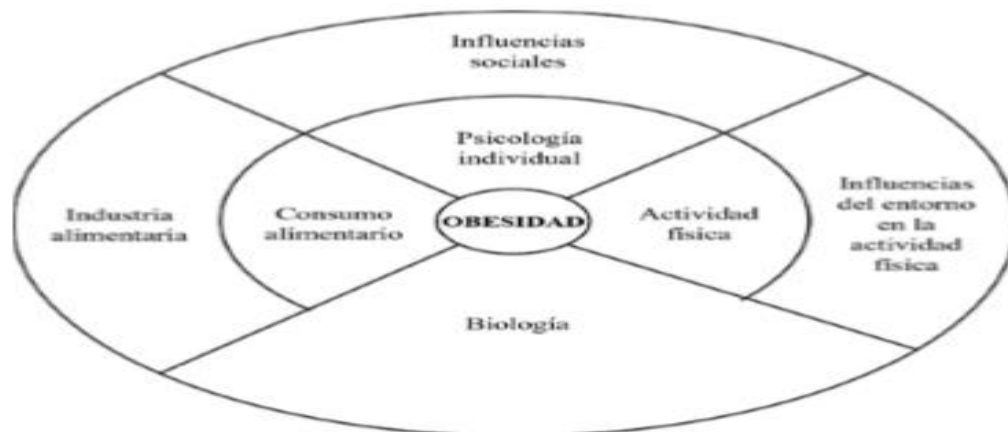 Influencias
sociales
Psicología
individual
Industria
alimentaria
Consumo
alimentario
OBESIDAD
Actividad
física
Influencias
del entorno
en la
actividad
física
Biología